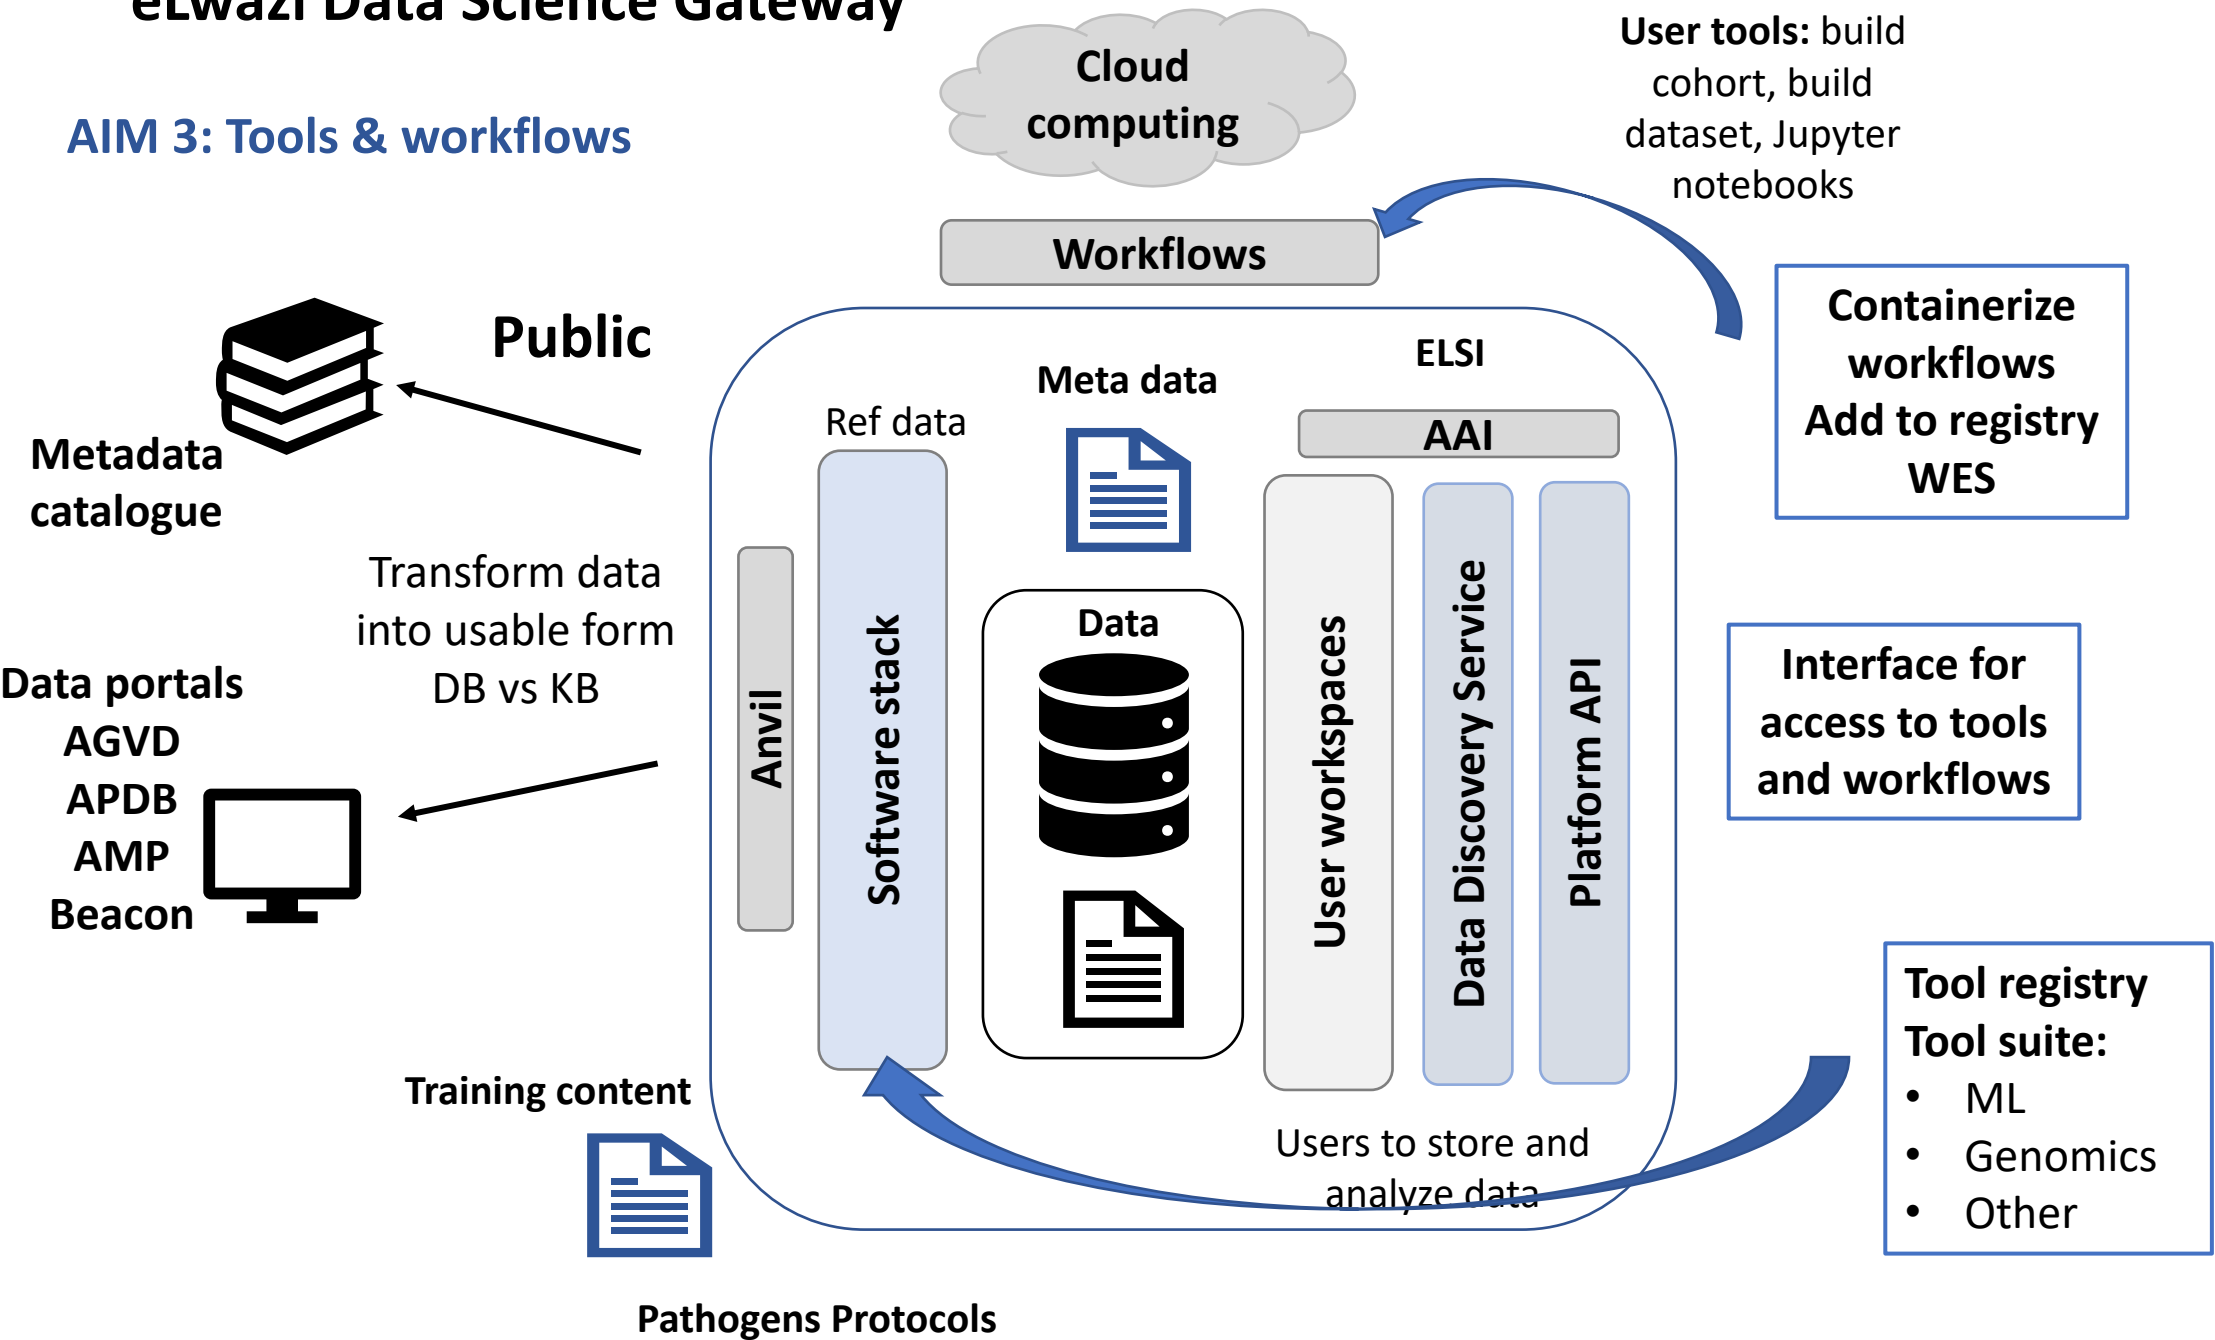 eLwazi Data Science Gateway
AIM 3: Tools & workflows
Cloud
computing
User tools: build
cohort, build
dataset, Jupyter
notebooks
Workflows
Containerize
workflows
Add to registry
WES
Public
Metadata
catalogue
Transform data
into usable form
DB vs KB
Data portals
AGVD
APDB
AMP
Beacon
ELSI
Meta data
Ref data
AAI
Anvil
Software stack
Data
User workspaces
Data Discovery Service
Platform API
Interface for
access to tools
and workflows
Tool registry
Tool suite:
• ML
• Genomics
• Other
Users to store and
analyze data
Training content
Pathogens Protocols